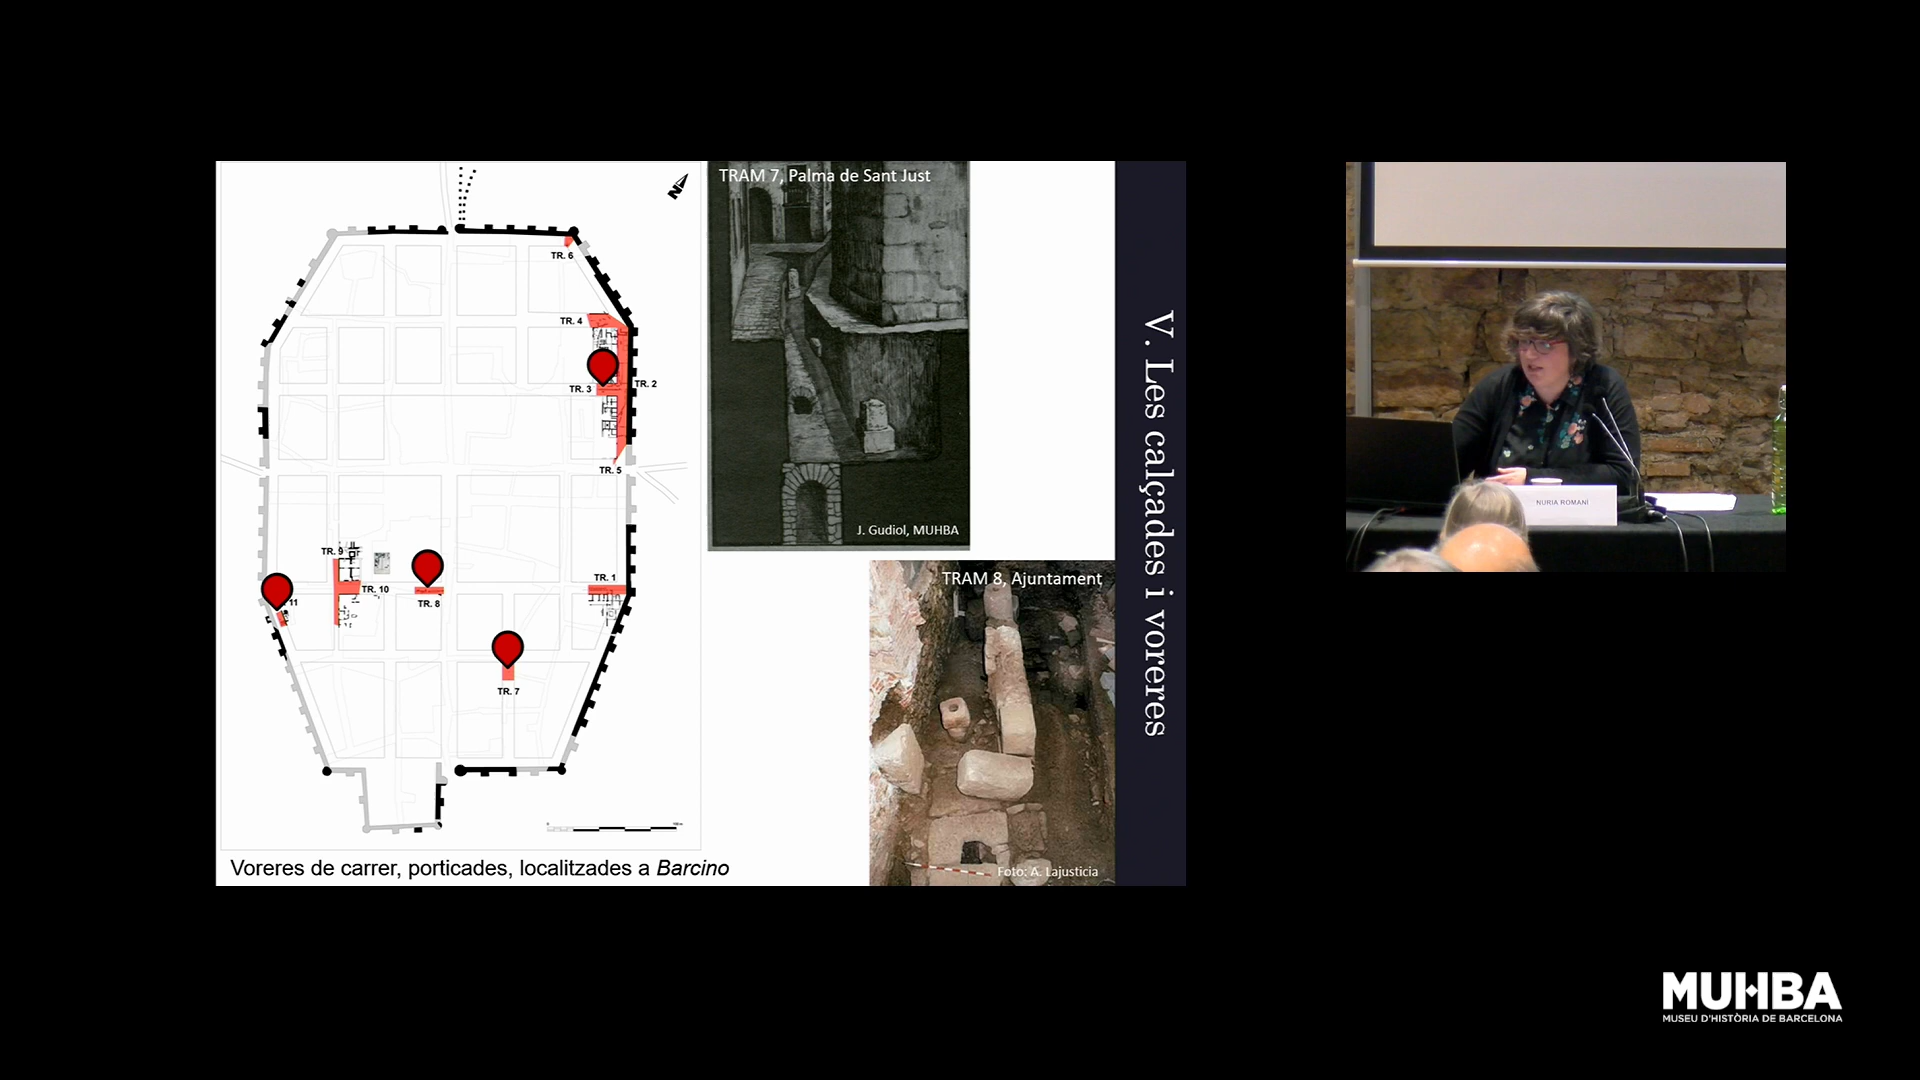 TR. 6
TR. 4
TR. 3
TR. 2
TR. 5
TR. 9
TR. 10
TR. 8
TR. 1
11
TR. 7
Voreres de carrer, porticades, localitzades a Barcino
TRAM 7, Palma de Sant Just
J. Gudiol, MUHBA
TRAM 8, Ajuntament
Foto: A. Lajusticia
V. Les calçades i voreres
NURIA ROMANÍ
MUHBA
MUSEU D'HISTÒRIA DE BARCELONA